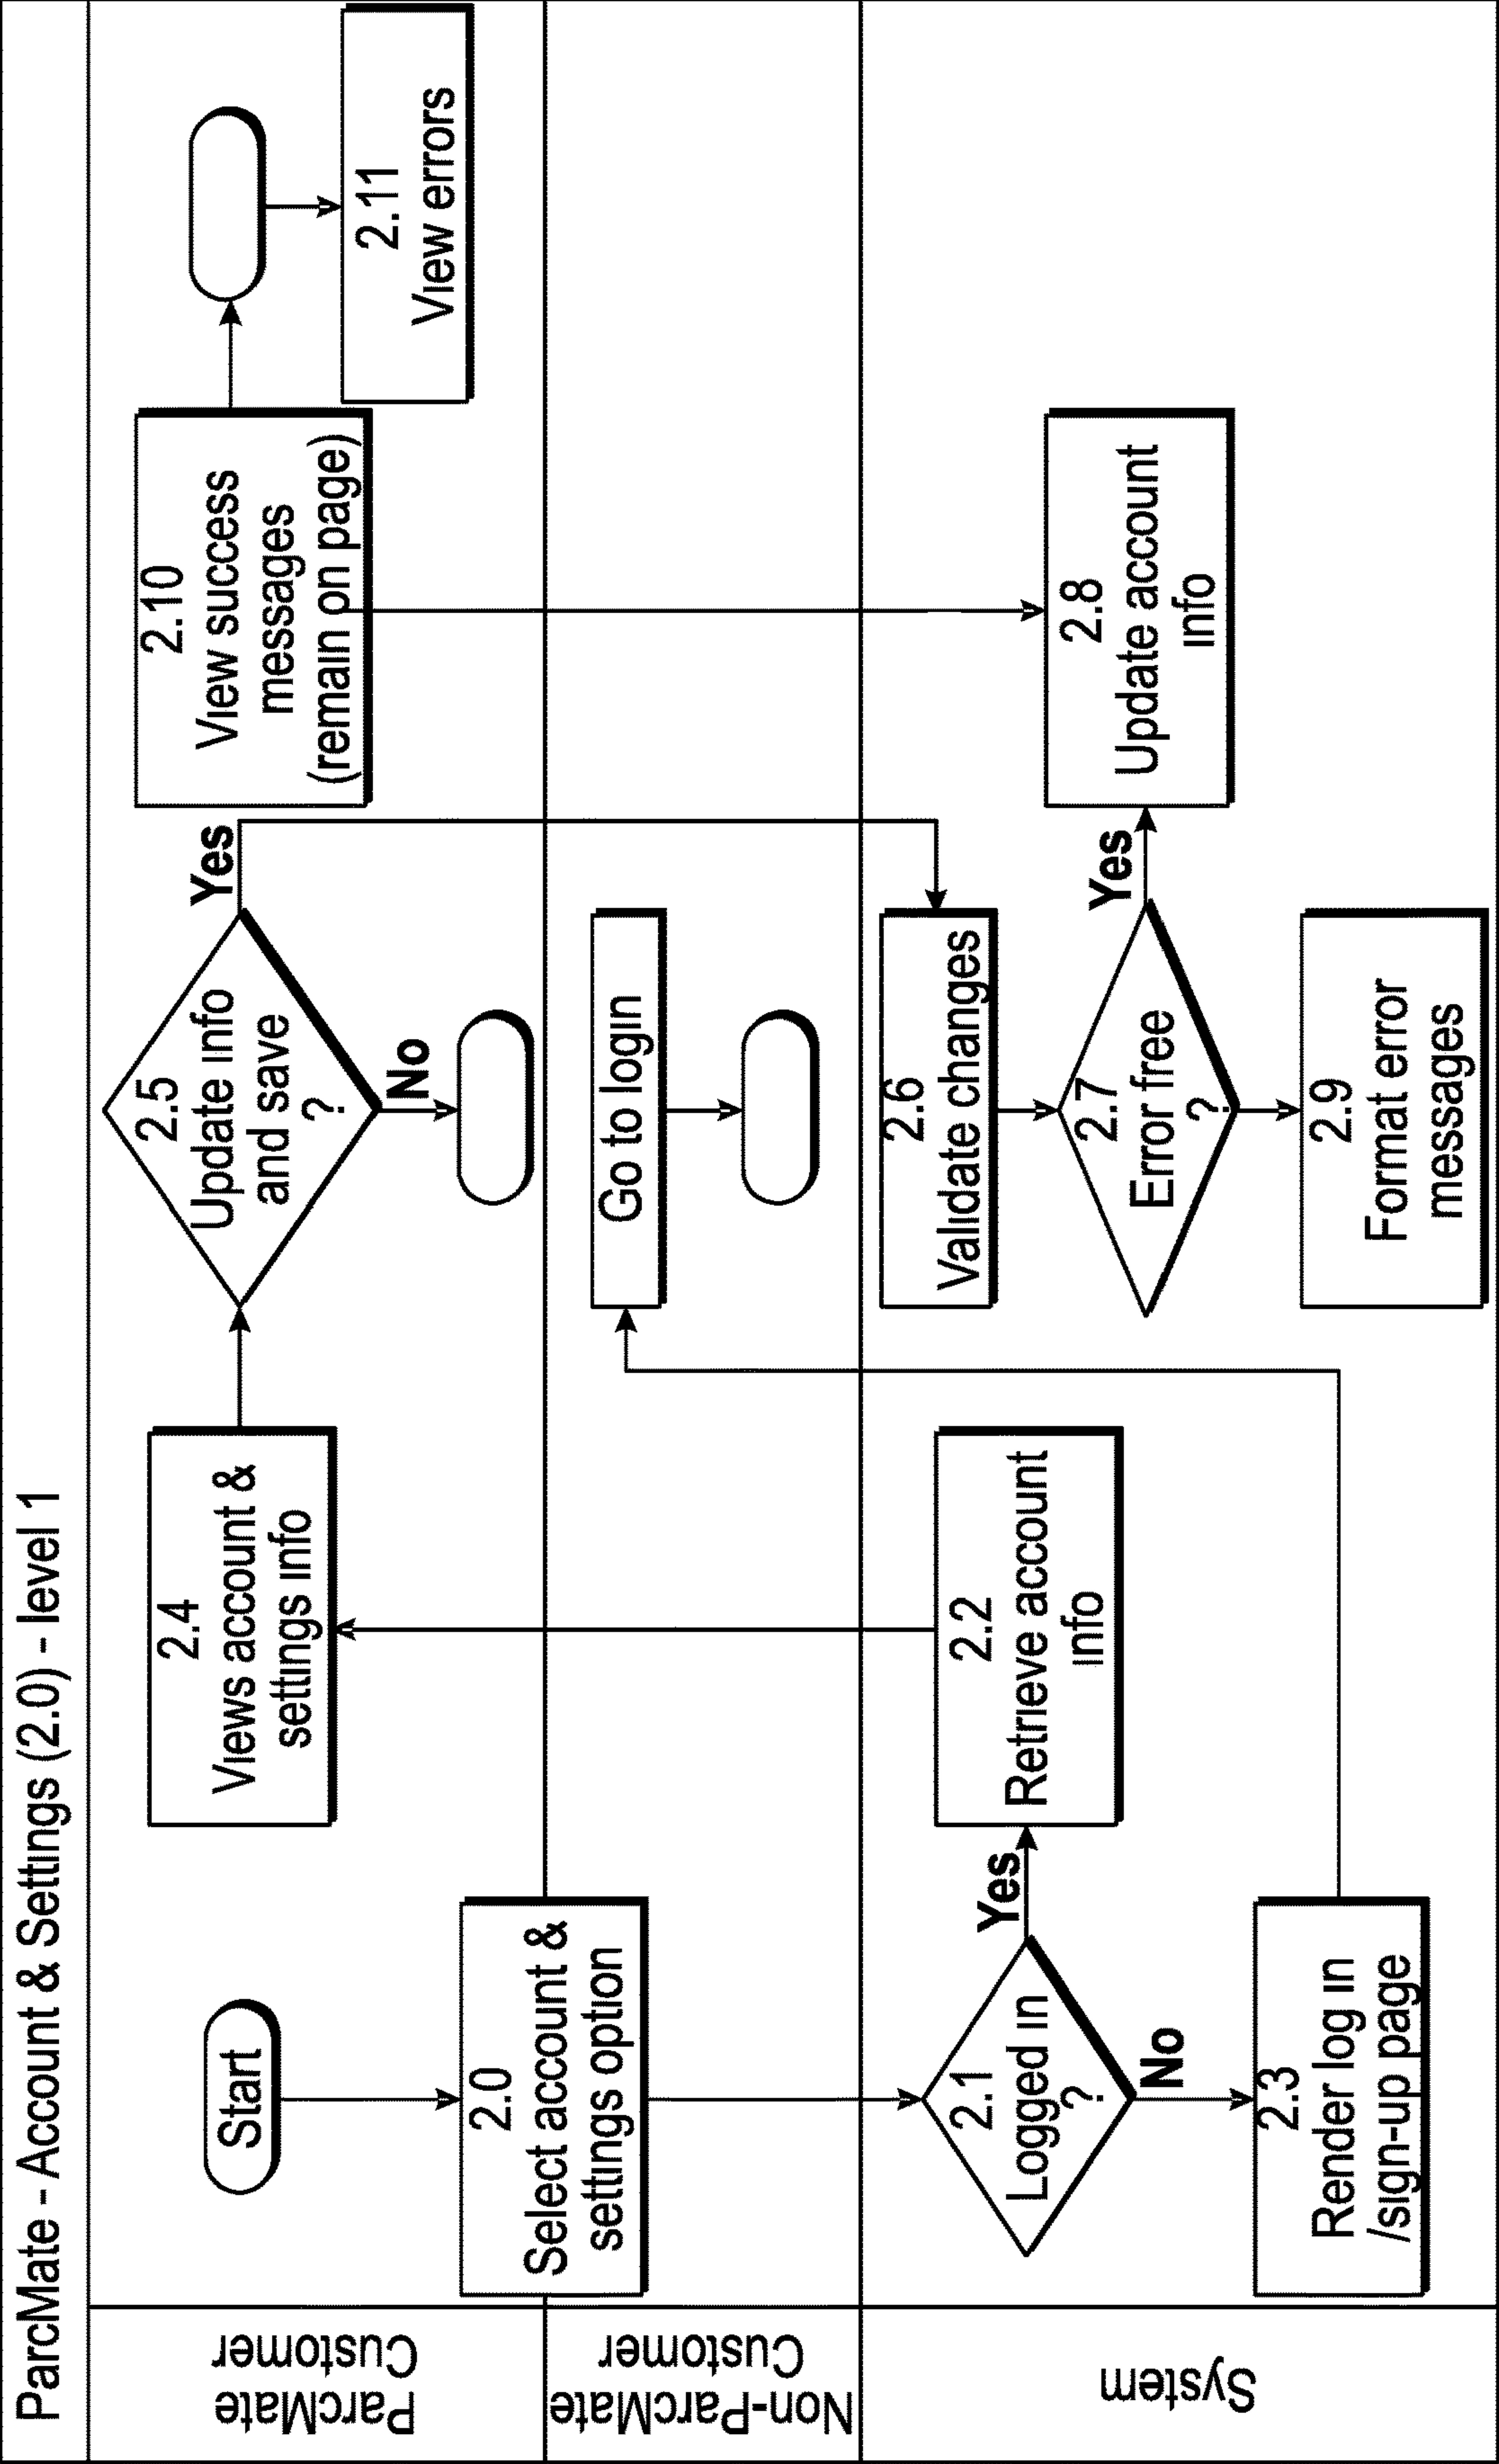 ParcMate - Account & Settings (2.0) - level 1
ParcMate
Customer
Start
2.4
Views account &
settings info
2.5
Update info
and save
?
Yes
No
2.10
View success
messages
(remain on page)
2.11
View errors
Non-ParcMate
Customer
2.0
Select account &
settings option
Go to login
System
2.1
Logged in
?
Yes
No
2.2
Retrieve account
info
2.3
Render log in
/sign-up page
2.6
Validate changes
2.7
Error free
?
Yes
2.8
Update account
info
2.9
Format error
messages